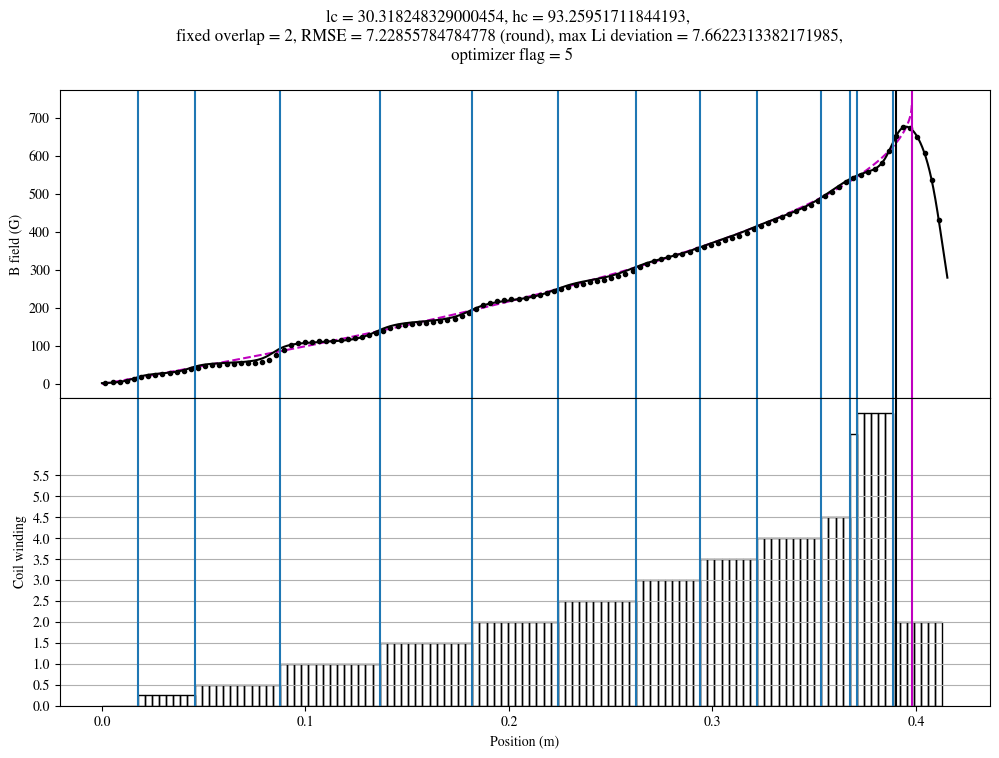 lc = 30.318248329000454, hc = 93.25951711844193,
fixed overlap = 2, RMSE = 7.22855784784778 (round), max Li deviation = 7.6622313382171985,
optimizer flag = 5
B field (G)
700
600
500
400
300
200
100
0
Coil winding
5.5
5.0
4.5
4.0
3.5
3.0
2.5
2.0
1.5
1.0
0.5
0.0
0.0 0.1 0.2 0.3 0.4
Position (m)